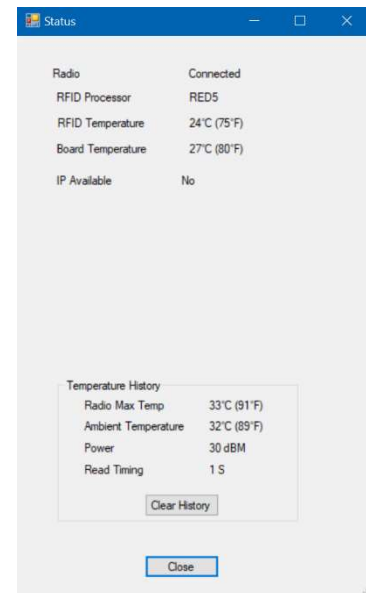 Status
Radio Connected
RFID Processor RED5
RFID Temperature 24°C (75°F)
Board Temperature 27°C (80°F)
IP Available No
Temperature History
Radio Max Temp 33°C (91°F)
Ambient Temperature 32°C (89°F)
Power 30 dBM
Read Timing 1 S
Clear History
Close